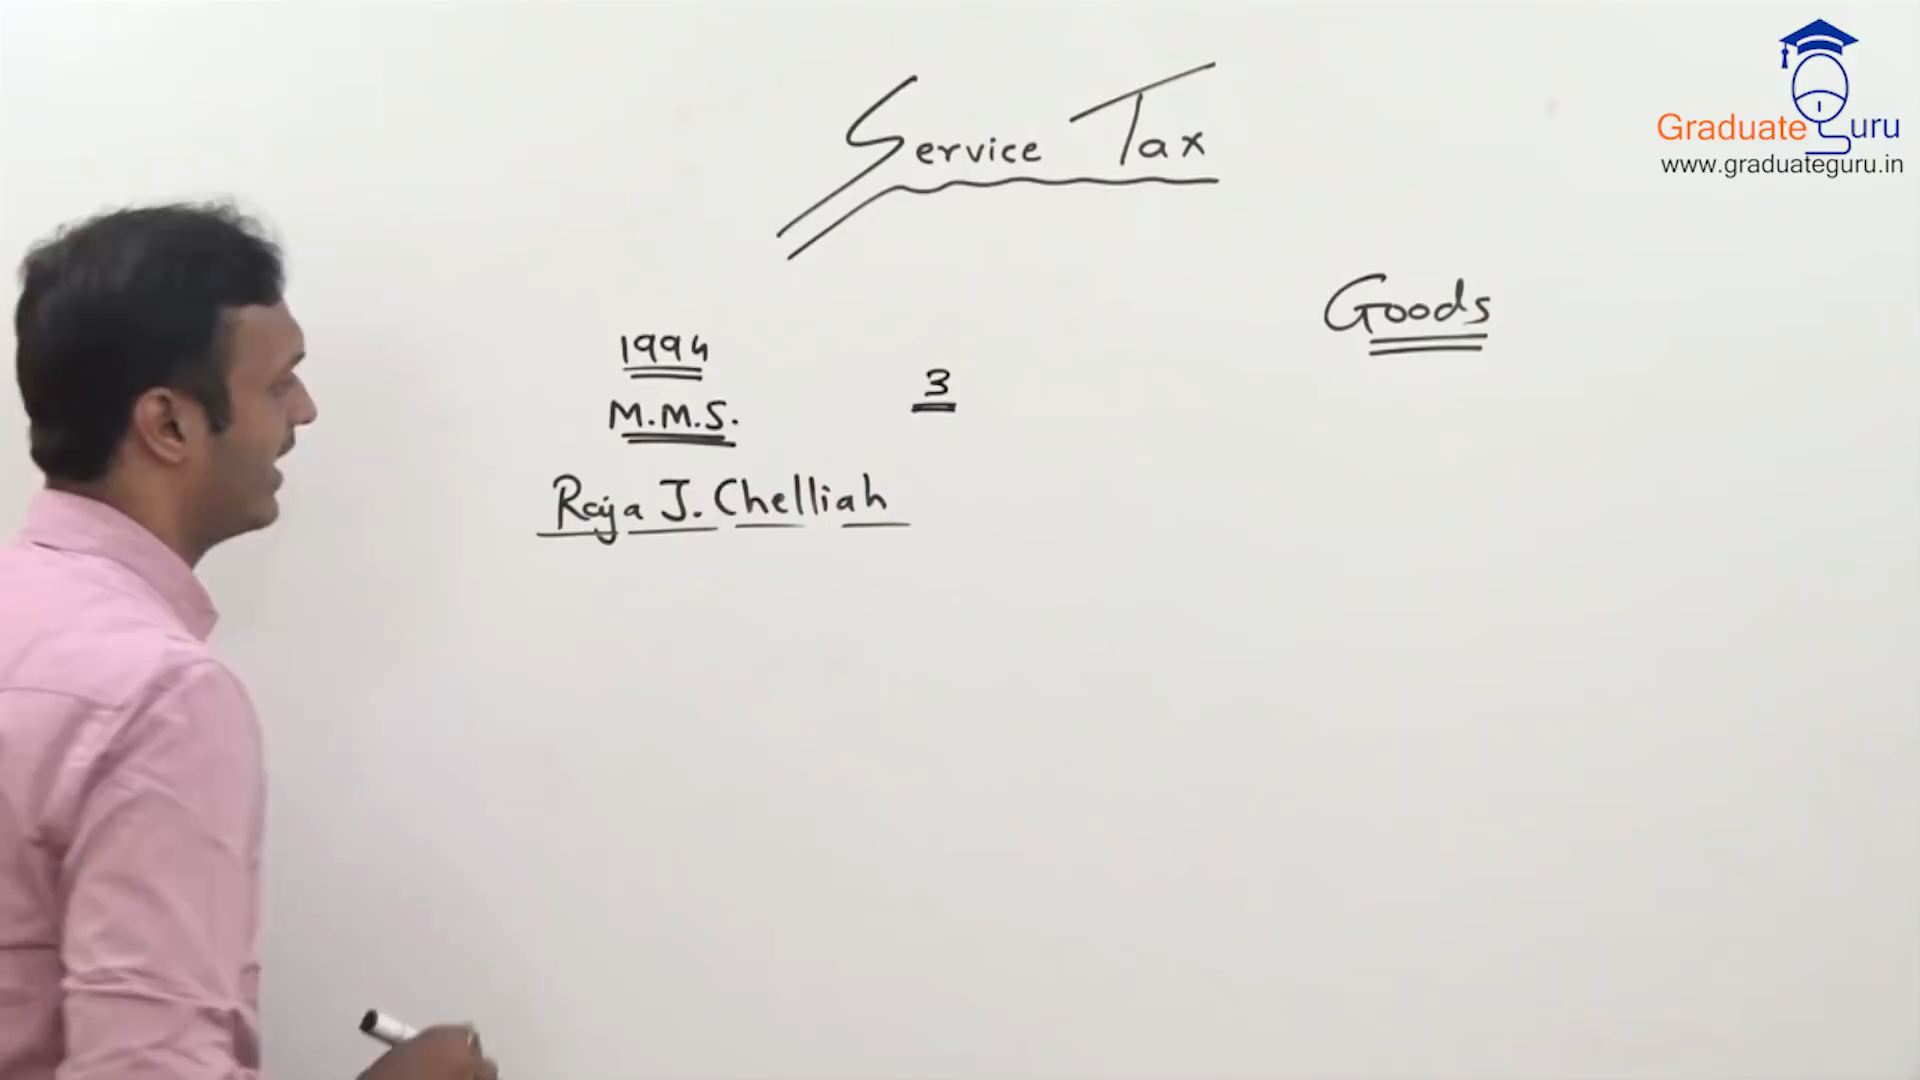 Service Tax
Graduate Guru
www.graduateguru.in
Goods
1994
3
M.M.S.
Raja J. Chelliah